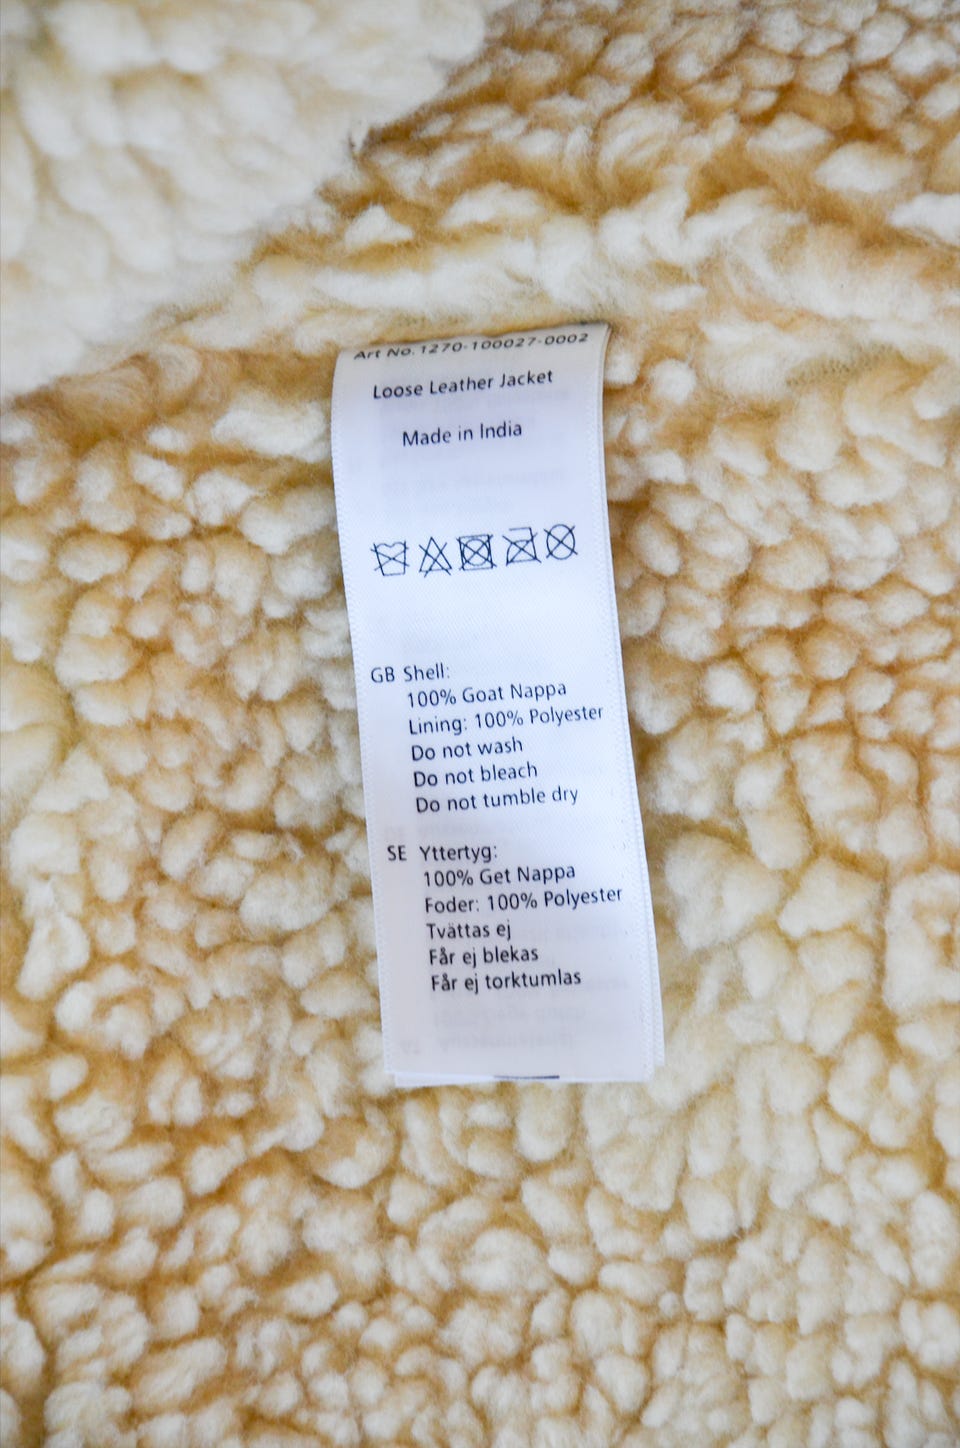 Art No. 1270-100027-0002
Loose Leather Jacket
Made in India
GB Shell:
100% Goat Nappa
Lining: 100% Polyester
Do not wash
Do not bleach
Do not tumble dry
SE Yttertyg:
100% Get Nappa
Foder: 100% Polyester
Tvättas ej
Får ej blekas
Får ej torktumlas